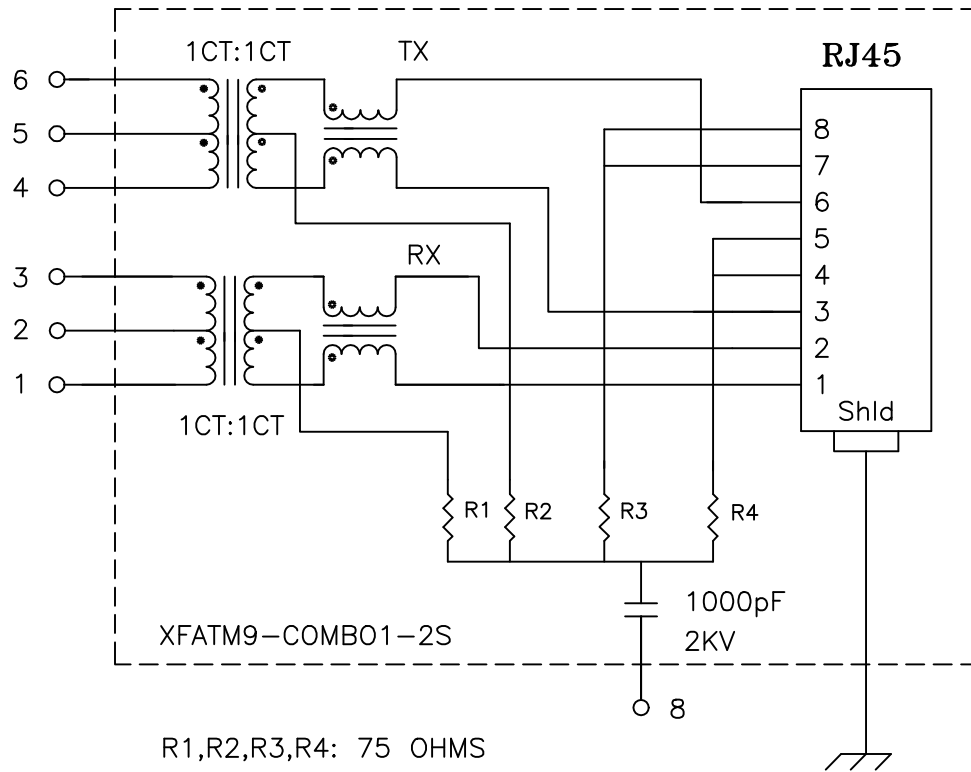 1CT:1CT
TX
RJ45
6
5
4
3
2
1
RX
8
7
6
5
4
3
2
1
Shld
1CT:1CT
R1
R2
R3
R4
1000pF
2KV
XFATM9-COMBO1-2S
8
R1,R2,R3,R4: 75 OHMS